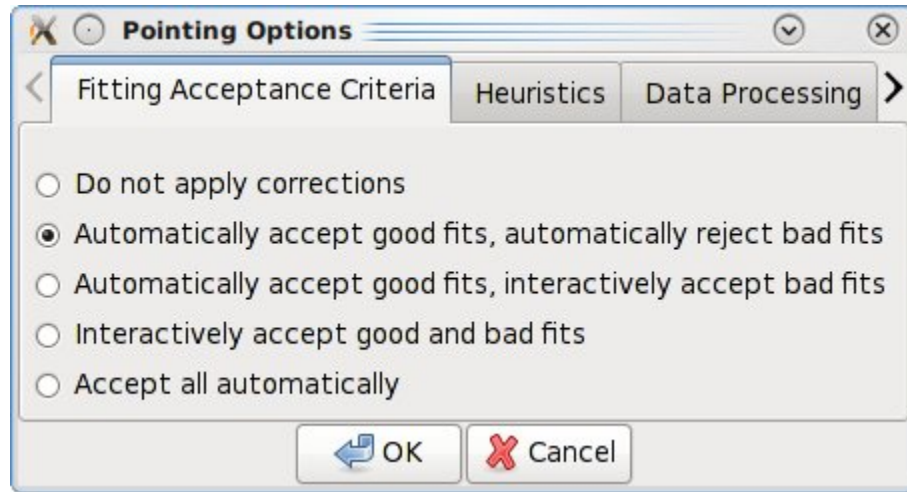 Pointing Options
Fitting Acceptance Criteria Heuristics Data Processing
Do not apply corrections
Automatically accept good fits, automatically reject bad fits
Automatically accept good fits, interactively accept bad fits
Interactively accept good and bad fits
Accept all automatically
OK Cancel